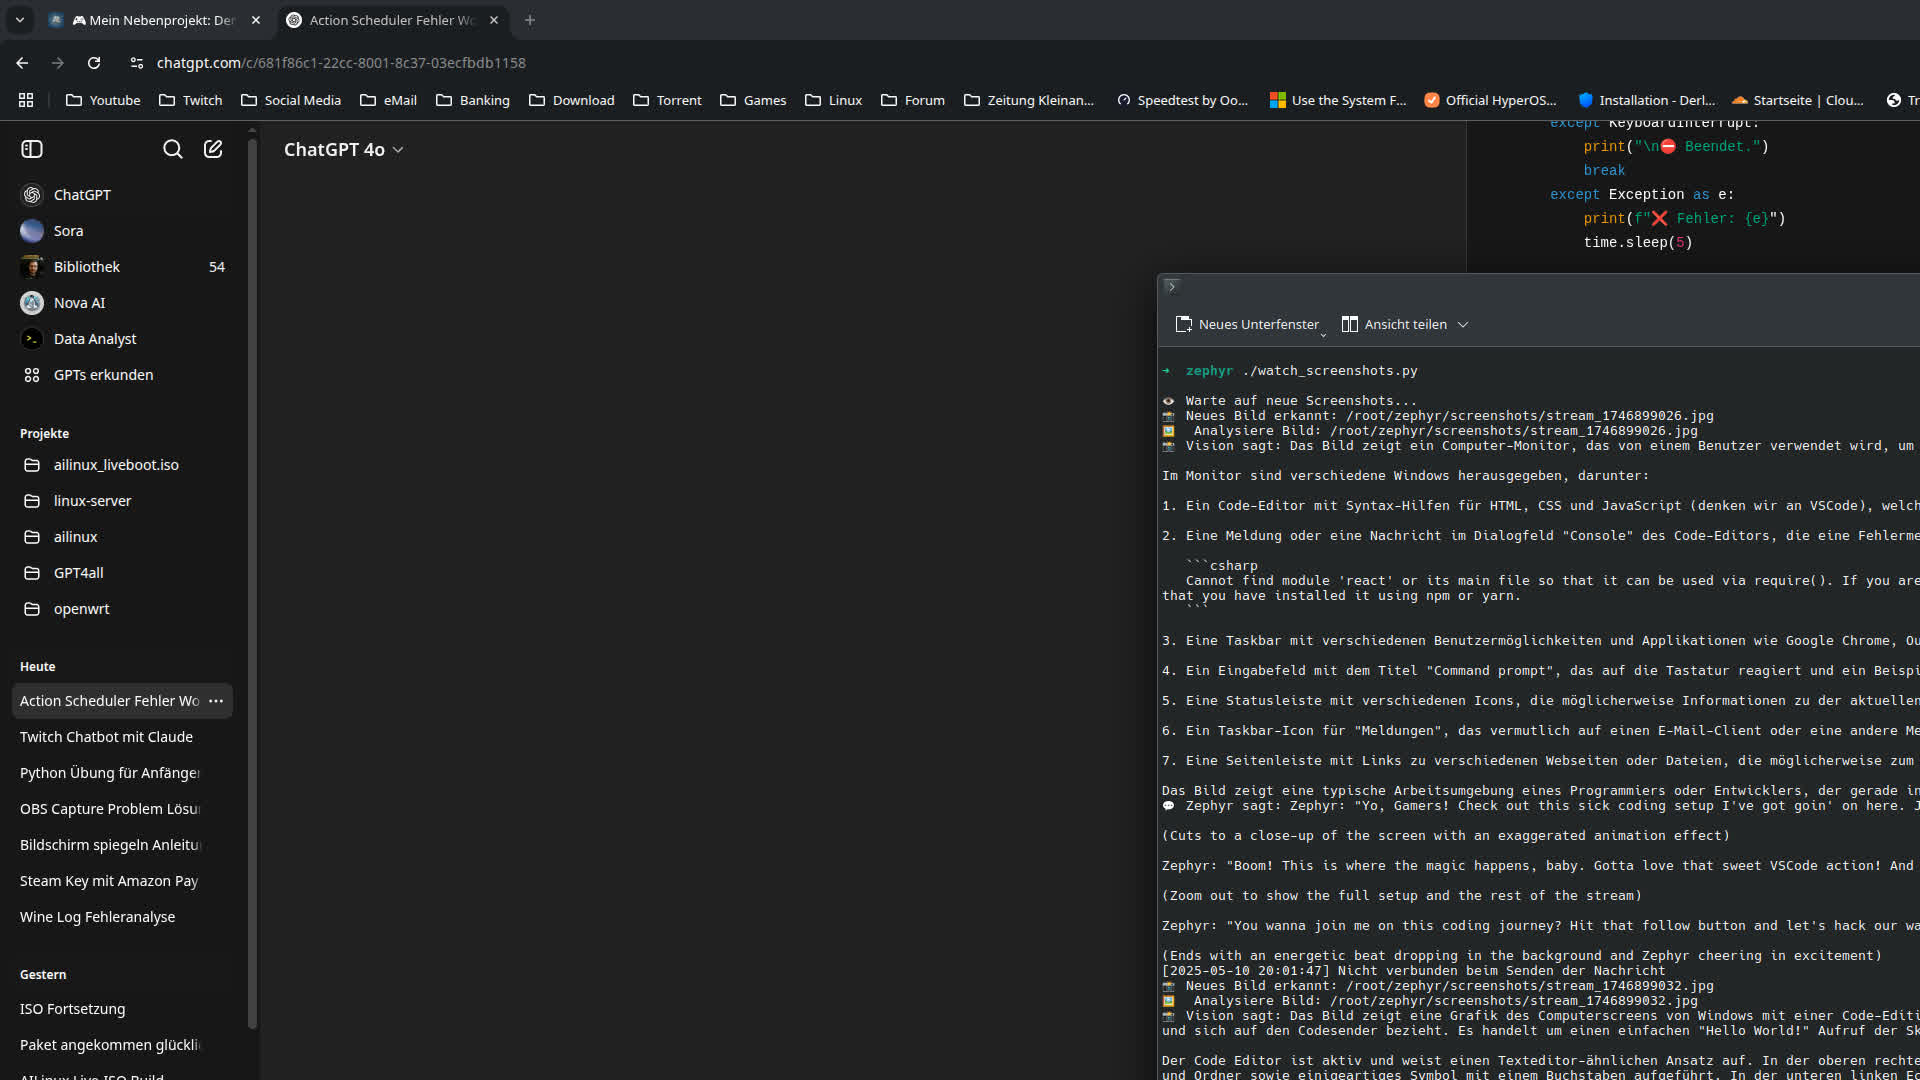 🎮 Mein Nebenprojekt: Der
Action Scheduler Fehler Wo
chatgpt.com/c/681f86c1-22cc-8001-8c37-03ecfbdb1158
Youtube Twitch Social Media eMail Banking Download Torrent Games Linux Forum Zeitung Kleinan... Speedtest by Oo... Use the System F... Official HyperOS... Installation - Derl... Startseite | Clou... Tr
ChatGPT 4o
ChatGPT
Sora
Bibliothek 54
Nova AI
Data Analyst
GPTs erkunden
Projekte
ailinux_liveboot.iso
linux-server
ailinux
GPT4all
openwrt
Heute
Action Scheduler Fehler Wo
Twitch Chatbot mit Claude
Python Übung für Anfänger
OBS Capture Problem Lösu
Bildschirm spiegeln Anleitu
Steam Key mit Amazon Pay
Wine Log Fehleranalyse
Gestern
ISO Fortsetzung
Paket angekommen glückli
AILinux Live ISO Build
except KeyboardInterrupt:
print("\n⛔ Beendet.")
break
except Exception as e:
print(f"❌ Fehler: {e}")
time.sleep(5)
Neues Unterfenster Ansicht teilen
➜ zephyr ./watch_screenshots.py
👁 Warte auf neue Screenshots...
📸 Neues Bild erkannt: /root/zephyr/screenshots/stream_1746899026.jpg
🖼 Analysiere Bild: /root/zephyr/screenshots/stream_1746899026.jpg
📸 Vision sagt: Das Bild zeigt ein Computer-Monitor, das von einem Benutzer verwendet wird, um
Im Monitor sind verschiedene Windows herausgegeben, darunter:
1. Ein Code-Editor mit Syntax-Hilfen für HTML, CSS und JavaScript (denken wir an VSCode), welch
2. Eine Meldung oder eine Nachricht im Dialogfeld "Console" des Code-Editors, die eine Fehlerme
```csharp
Cannot find module 'react' or its main file so that it can be used via require(). If you are
that you have installed it using npm or yarn.
```
3. Eine Taskbar mit verschiedenen Benutzermöglichkeiten und Applikationen wie Google Chrome, Ou
4. Ein Eingabefeld mit dem Titel "Command prompt", das auf die Tastatur reagiert und ein Beispi
5. Eine Statusleiste mit verschiedenen Icons, die möglicherweise Informationen zu der aktuellen
6. Ein Taskbar-Icon für "Meldungen", das vermutlich auf einen E-Mail-Client oder eine andere Me
7. Eine Seitenleiste mit Links zu verschiedenen Webseiten oder Dateien, die möglicherweise zum
Das Bild zeigt eine typische Arbeitsumgebung eines Programmiers oder Entwicklers, der gerade in
💬 Zephyr sagt: Zephyr: "Yo, Gamers! Check out this sick coding setup I've got goin' on here. J
(Cuts to a close-up of the screen with an exaggerated animation effect)
Zephyr: "Boom! This is where the magic happens, baby. Gotta love that sweet VSCode action! And
(Zoom out to show the full setup and the rest of the stream)
Zephyr: "You wanna join me on this coding journey? Hit that follow button and let's hack our wa
(Ends with an energetic beat dropping in the background and Zephyr cheering in excitement)
[2025-05-10 20:01:47] Nicht verbunden beim Senden der Nachricht
📸 Neues Bild erkannt: /root/zephyr/screenshots/stream_1746899032.jpg
🖼 Analysiere Bild: /root/zephyr/screenshots/stream_1746899032.jpg
📸 Vision sagt: Das Bild zeigt eine Grafik des Computerscreens von Windows mit einer Code-Editi
und sich auf den Codesender bezieht. Es handelt um einen einfachen "Hello World!" Aufruf der Sk
Der Code Editor ist aktiv und weist einen Texteditor-ähnlichen Ansatz auf. In der oberen rechte
und Ordner sowie einigeartiges Symbol mit einem Buchstaben aufgeführt. In der unteren linken Ec